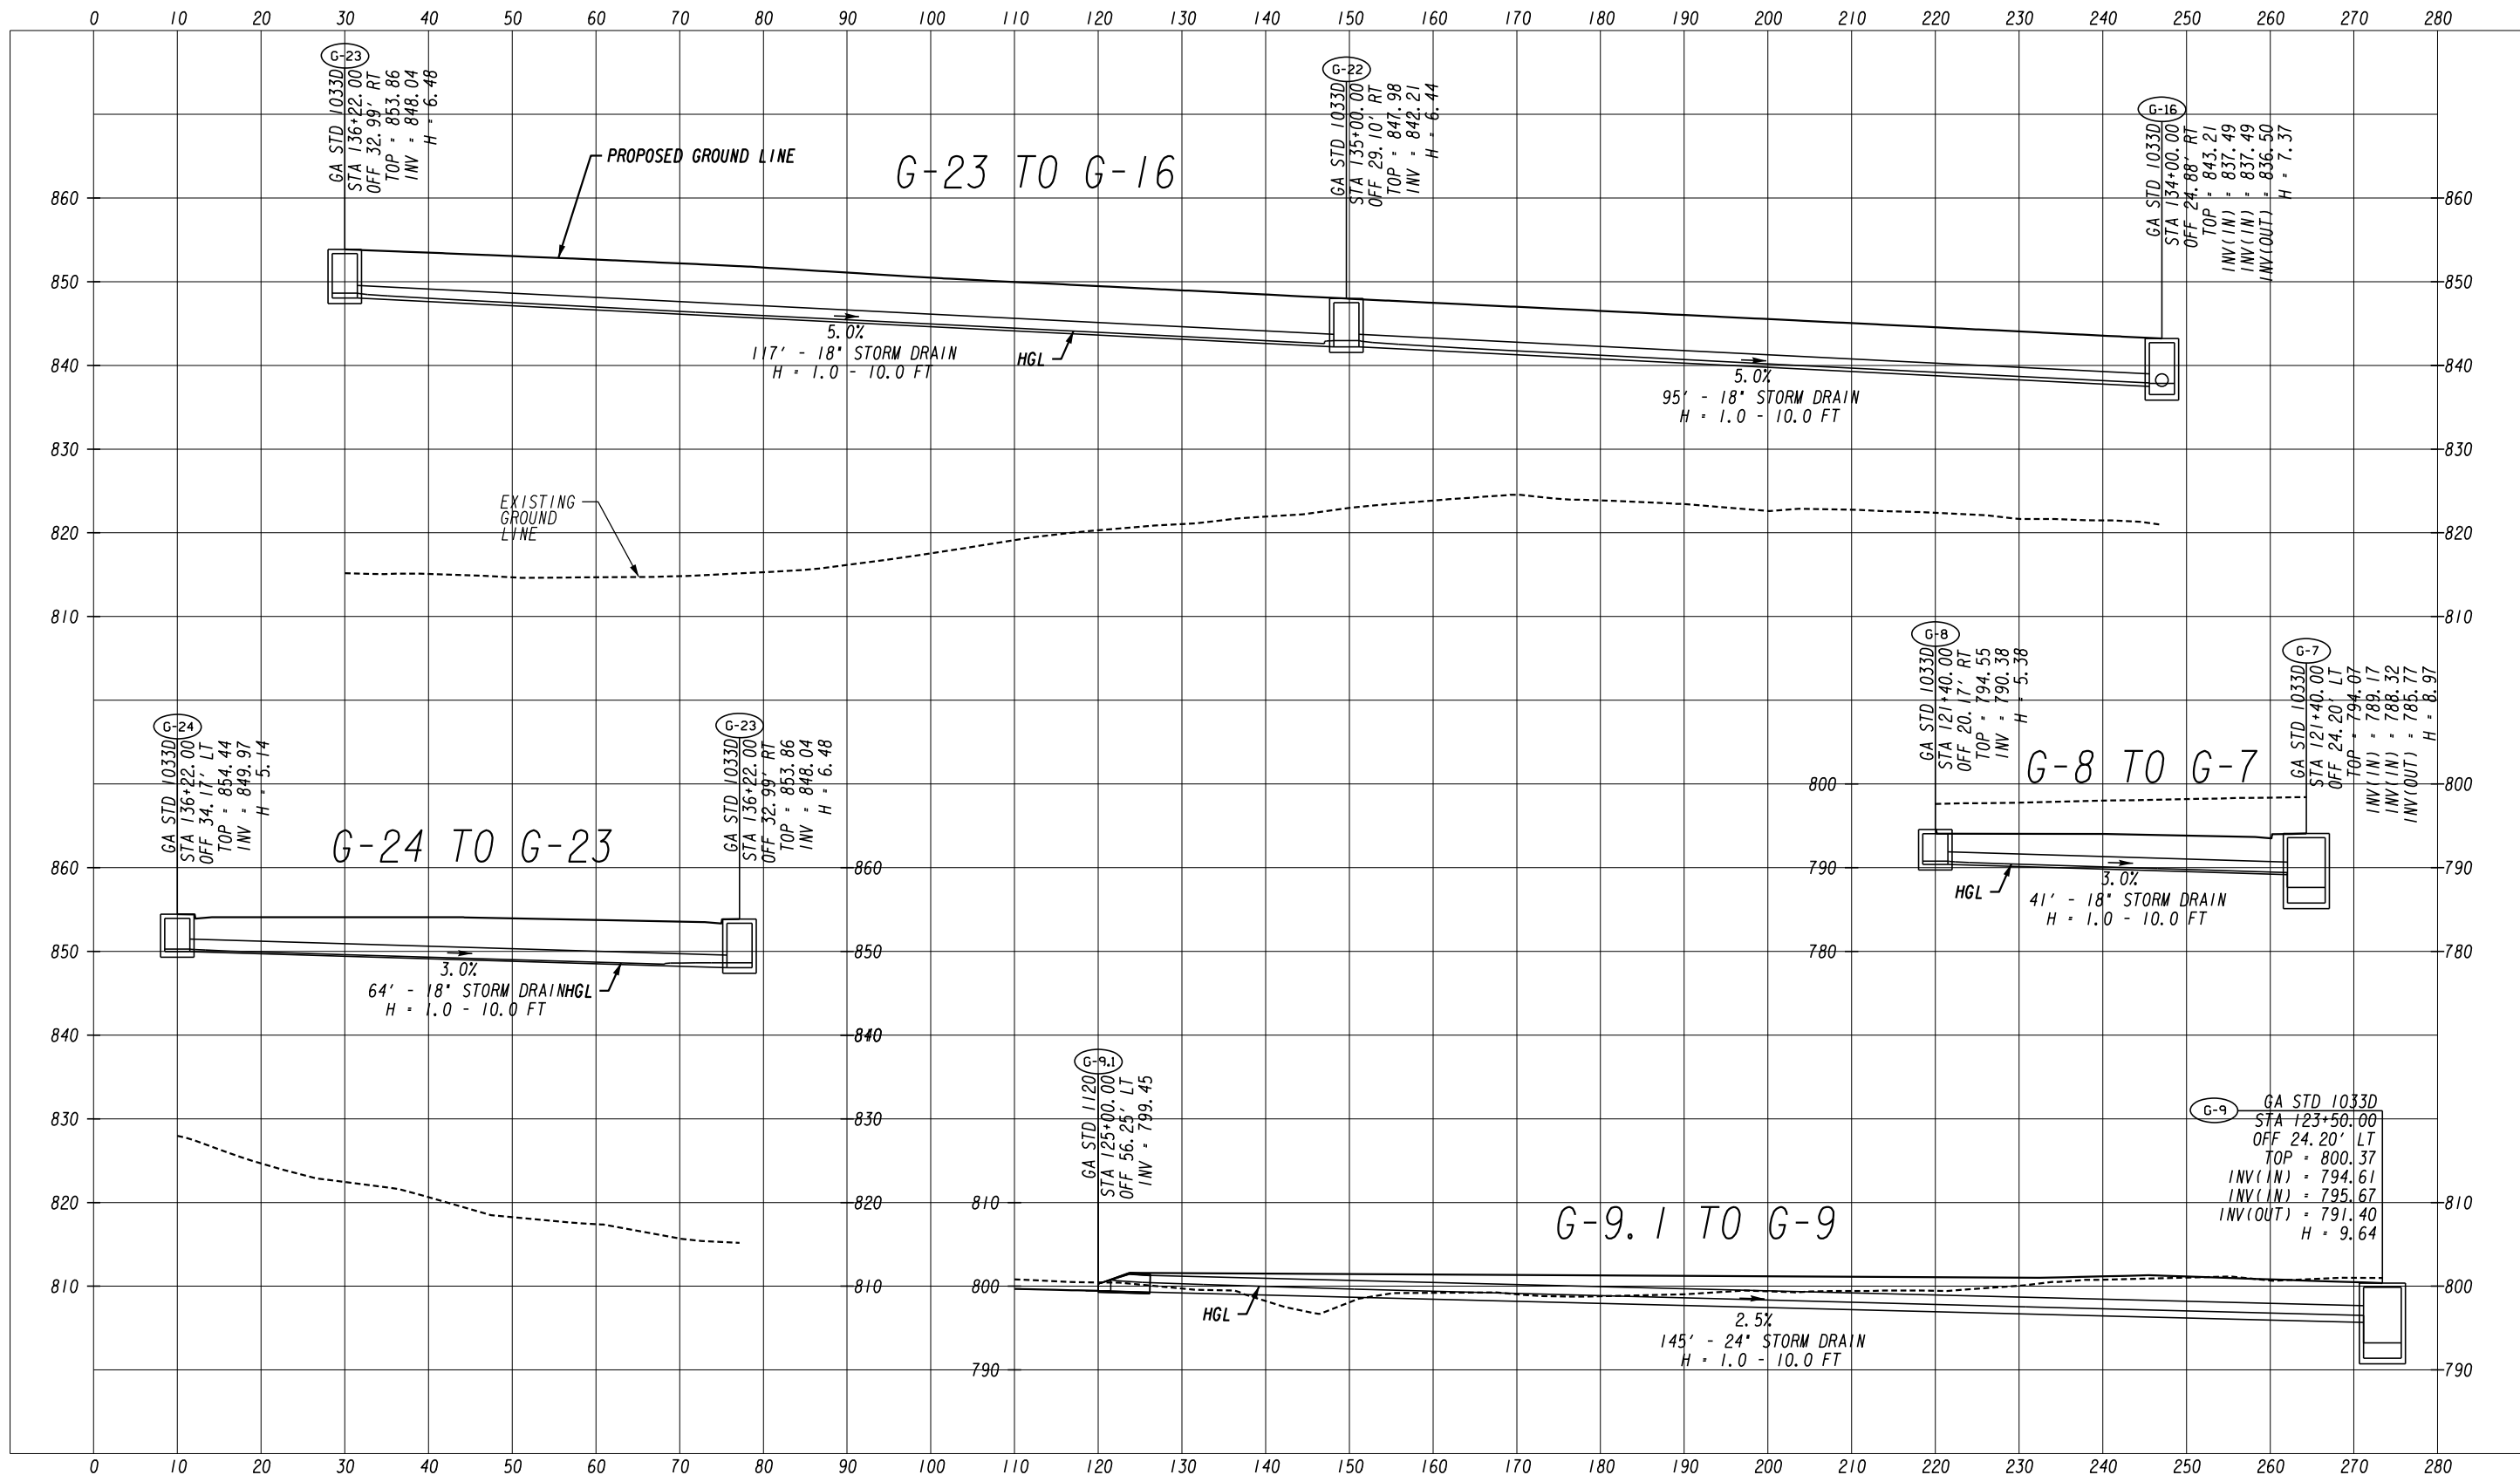 0 10 20 30 40 50 60 70 80 90 100 110 120 130 140 150 160 170 180 190 200 210 220 230 240 250 260 270 280
G-23
GA STD 1033D
STA 136+22.00
OFF 32.99' RT
TOP = 853.86
INV = 848.04
H = 6.48
PROPOSED GROUND LINE
G-23 TO G-16
G-22
GA STD 1033D
STA 135+00.00
OFF 29.10' RT
TOP = 847.98
INV = 842.21
H = 6.44
G-16
GA STD 1033D
STA 134+00.00
OFF 24.88' RT
TOP = 843.21
INV(IN) = 837.49
INV(IN) = 837.49
INV(OUT) = 836.50
H = 7.37
860 860
850 850
840 840
830 830
820 820
810 810
5.0%
117' - 18" STORM DRAIN
H = 1.0 - 10.0 FT
HGL
5.0%
95' - 18" STORM DRAIN
H = 1.0 - 10.0 FT
EXISTING
GROUND
LINE
G-24
GA STD 1033D
STA 136+22.00
OFF 34.17' LT
TOP = 854.44
INV = 849.97
H = 5.14
G-24 TO G-23
G-23
GA STD 1033D
STA 136+22.00
OFF 32.99' RT
TOP = 853.86
INV = 848.04
H = 6.48
860 860
850
840 840
830 830
820 820
810 810
3.0%
64' - 18" STORM DRAIN
H = 1.0 - 10.0 FT
HGL
G-8
GA STD 1033D
STA 121+40.00
OFF 20.17' RT
TOP = 794.55
INV = 790.38
H = 5.38
G-8 TO G-7
G-7
GA STD 1033D
STA 121+40.00
OFF 24.20' LT
TOP = 794.07
INV(IN) = 789.17
INV(IN) = 788.32
INV(OUT) = 785.77
H = 8.97
800 800
790 790
780 780
HGL
3.0%
41' - 18" STORM DRAIN
H = 1.0 - 10.0 FT
G-9.1
GA STD 1120
STA 125+00.00
OFF 56.25' LT
INV = 799.45
G-9.1 TO G-9
G-9
GA STD 1033D
STA 123+50.00
OFF 24.20' LT
TOP = 800.37
INV(IN) = 794.61
INV(IN) = 795.67
INV(OUT) = 791.40
H = 9.64
810 810
800 800
790 790
HGL
2.5%
145' - 24" STORM DRAIN
H = 1.0 - 10.0 FT
0 10 20 30 40 50 60 70 80 90 100 110 120 130 140 150 160 170 180 190 200 210 220 230 240 250 260 270 280